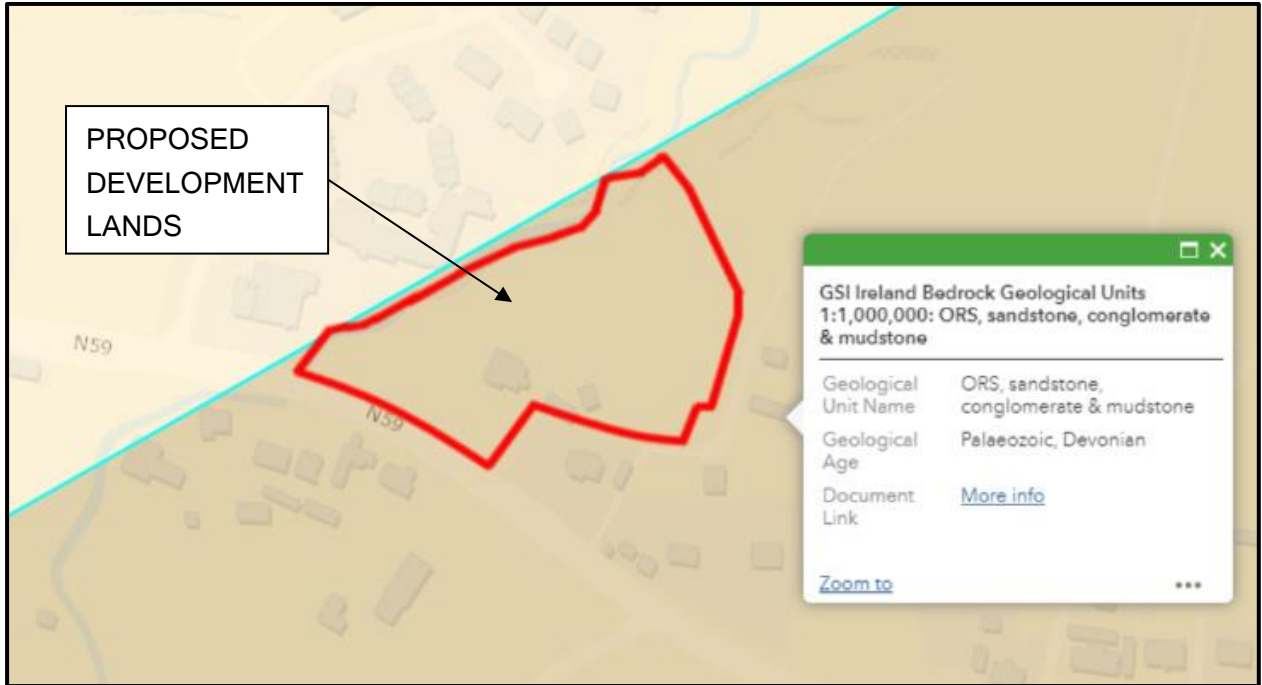 PROPOSED
DEVELOPMENT
LANDS
N59
N59
GSI Ireland Bedrock Geological Units
1:1,000,000: ORS, sandstone, conglomerate
& mudstone
Geological Unit Name ORS, sandstone, conglomerate & mudstone
Geological Age Palaeozoic, Devonian
Document Link More info
Zoom to